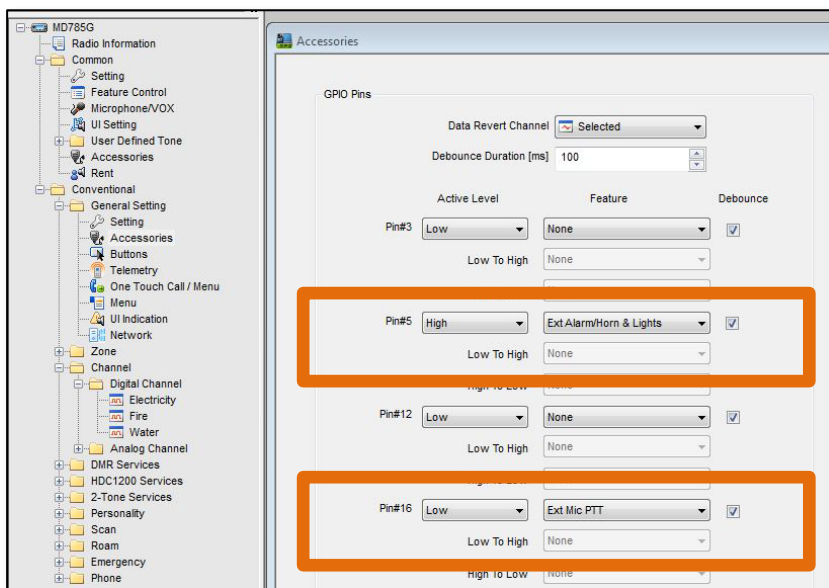 MD785G
Radio Information
Common
Setting
Feature Control
Microphone/VOX
UI Setting
User Defined Tone
Accessories
Rent
Conventional
General Setting
Setting
Accessories
Buttons
Telemetry
One Touch Call / Menu
Menu
UI Indication
Network
Zone
Channel
Digital Channel
Electricity
Fire
Water
Analog Channel
DMR Services
HDC1200 Services
2-Tone Services
Personality
Scan
Roam
Emergency
Phone
Accessories
GPIO Pins
Data Revert Channel Selected
Debounce Duration [ms] 100
Active Level Feature Debounce
Pin#3 Low None
Low To High None
Pin#5 High Ext Alarm/Horn & Lights
Low To High None
High To Low None
Pin#12 Low None
Low To High None
Pin#16 Low Ext Mic PTT
Low To High None
High To Low None